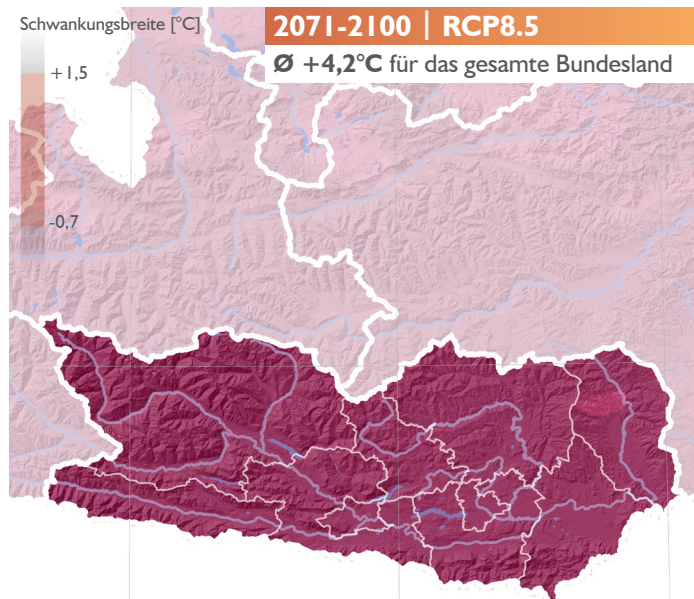 Schwankungsbreite [°C]
+1,5
-0,7
2071-2100 | RCP8.5
Ø +4,2°C für das gesamte Bundesland